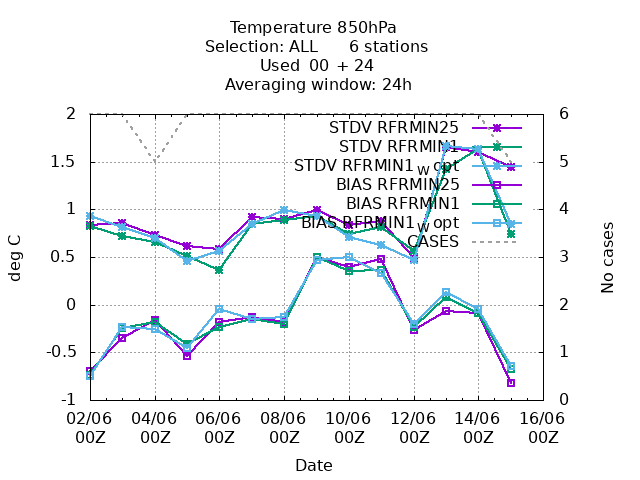 Temperature 850hPa
Selection: ALL 6 stations
Used 00 + 24
Averaging window: 24h
2
1.5
1
0.5
0
-0.5
-1
deg C
6
5
4
3
2
1
0
No cases
STDV RFRMIN25
STDV RFRMIN1
STDV RFRMIN1w opt
BIAS RFRMIN25
BIAS RFRMIN1
BIAS RFRMIN1w opt
CASES
02/06 04/06 06/06 08/06 10/06 12/06 14/06 16/06
00Z 00Z 00Z 00Z 00Z 00Z 00Z 00Z
Date